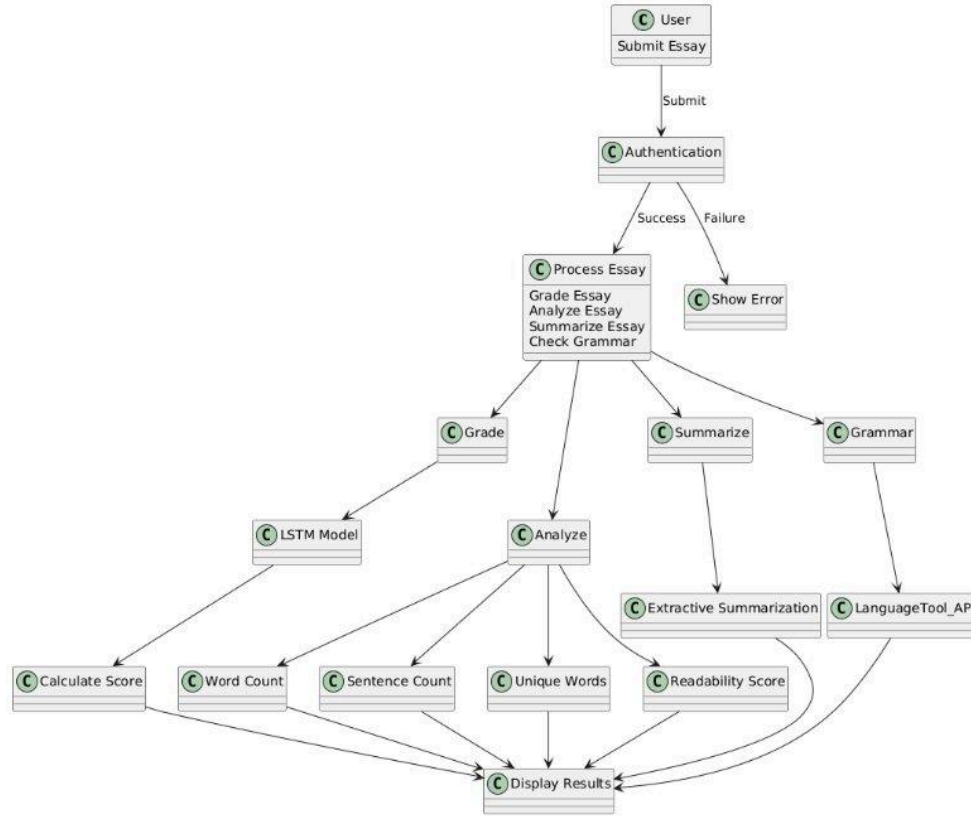 C User
Submit Essay
Submit
C Authentication
Success
Failure
C Process Essay
Grade Essay
Analyze Essay
Summarize Essay
Check Grammar
C Show Error
C Grade
C Summarize
C Grammar
C LSTM Model
C Analyze
C Extractive Summarization
C LanguageTool_AP
C Calculate Score
C Word Count
C Sentence Count
C Unique Words
C Readability Score
C Display Results